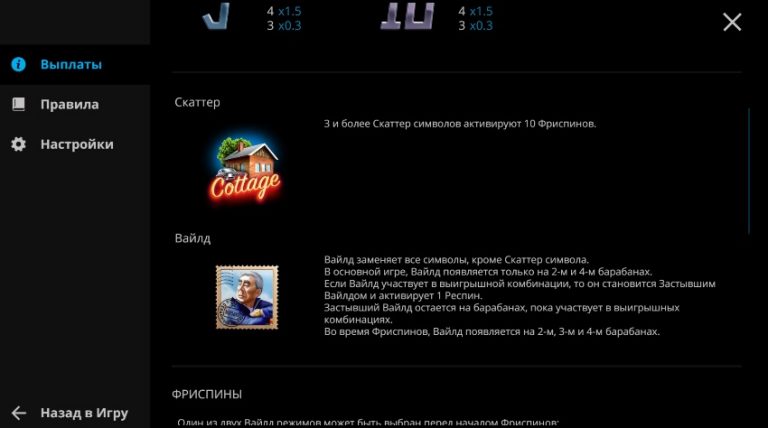 J
4 x1.5
3 x0.3
10
4 x1.5
3 x0.3
Выплаты
Правила
Настройки
Назад в Игру
Скаттер
Cottage
3 и более Скаттер символов активируют 10 Фриспинов.
Вайлд
Вайлд заменяет все символы, кроме Скаттер символа.
В основной игре, Вайлд появляется только на 2-м и 4-м барабанах.
Если Вайлд участвует в выигрышной комбинации, то он становится Застывшим
Вайлдом и активирует 1 Респин.
Застывший Вайлд остается на барабанах, пока участвует в выигрышных
комбинациях.
Во время Фриспинов, Вайлд появляется на 2-м, 3-м и 4-м барабанах.
ФРИСПИНЫ
Один из двух Вайлд режимов может быть выбран перед началом Фриспинов: